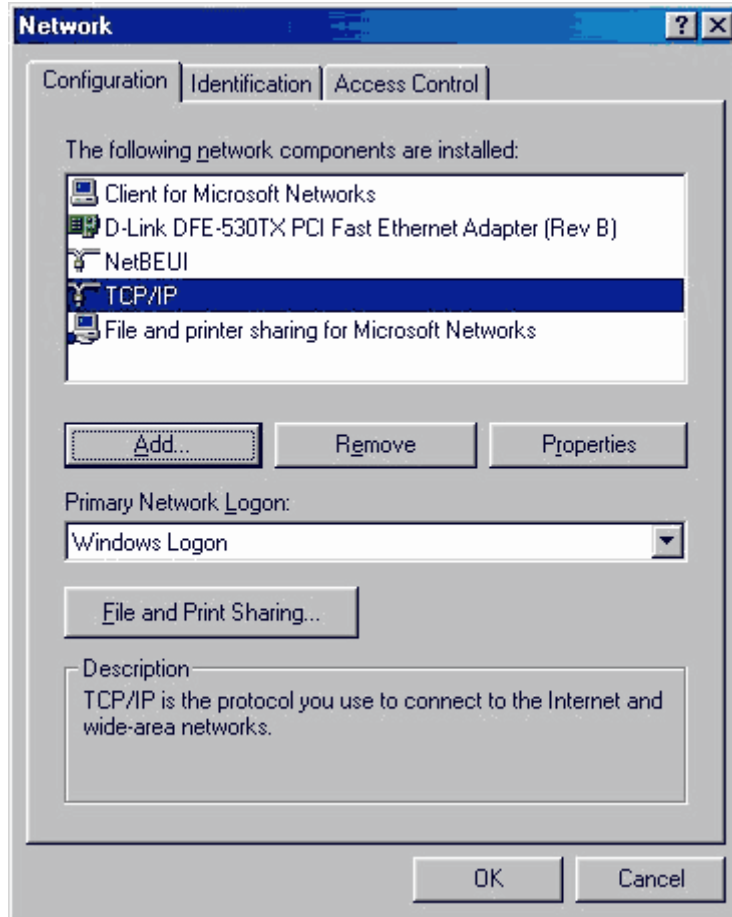 Network
Configuration
Identification
Access Control
The following network components are installed:
Client for Microsoft Networks
D-Link DFE-530TX PCI Fast Ethernet Adapter (Rev B)
NetBEUI
TCP/IP
File and printer sharing for Microsoft Networks
Add...
Remove
Properties
Primary Network Logon:
Windows Logon
File and Print Sharing...
Description
TCP/IP is the protocol you use to connect to the Internet and
wide-area networks.
OK
Cancel